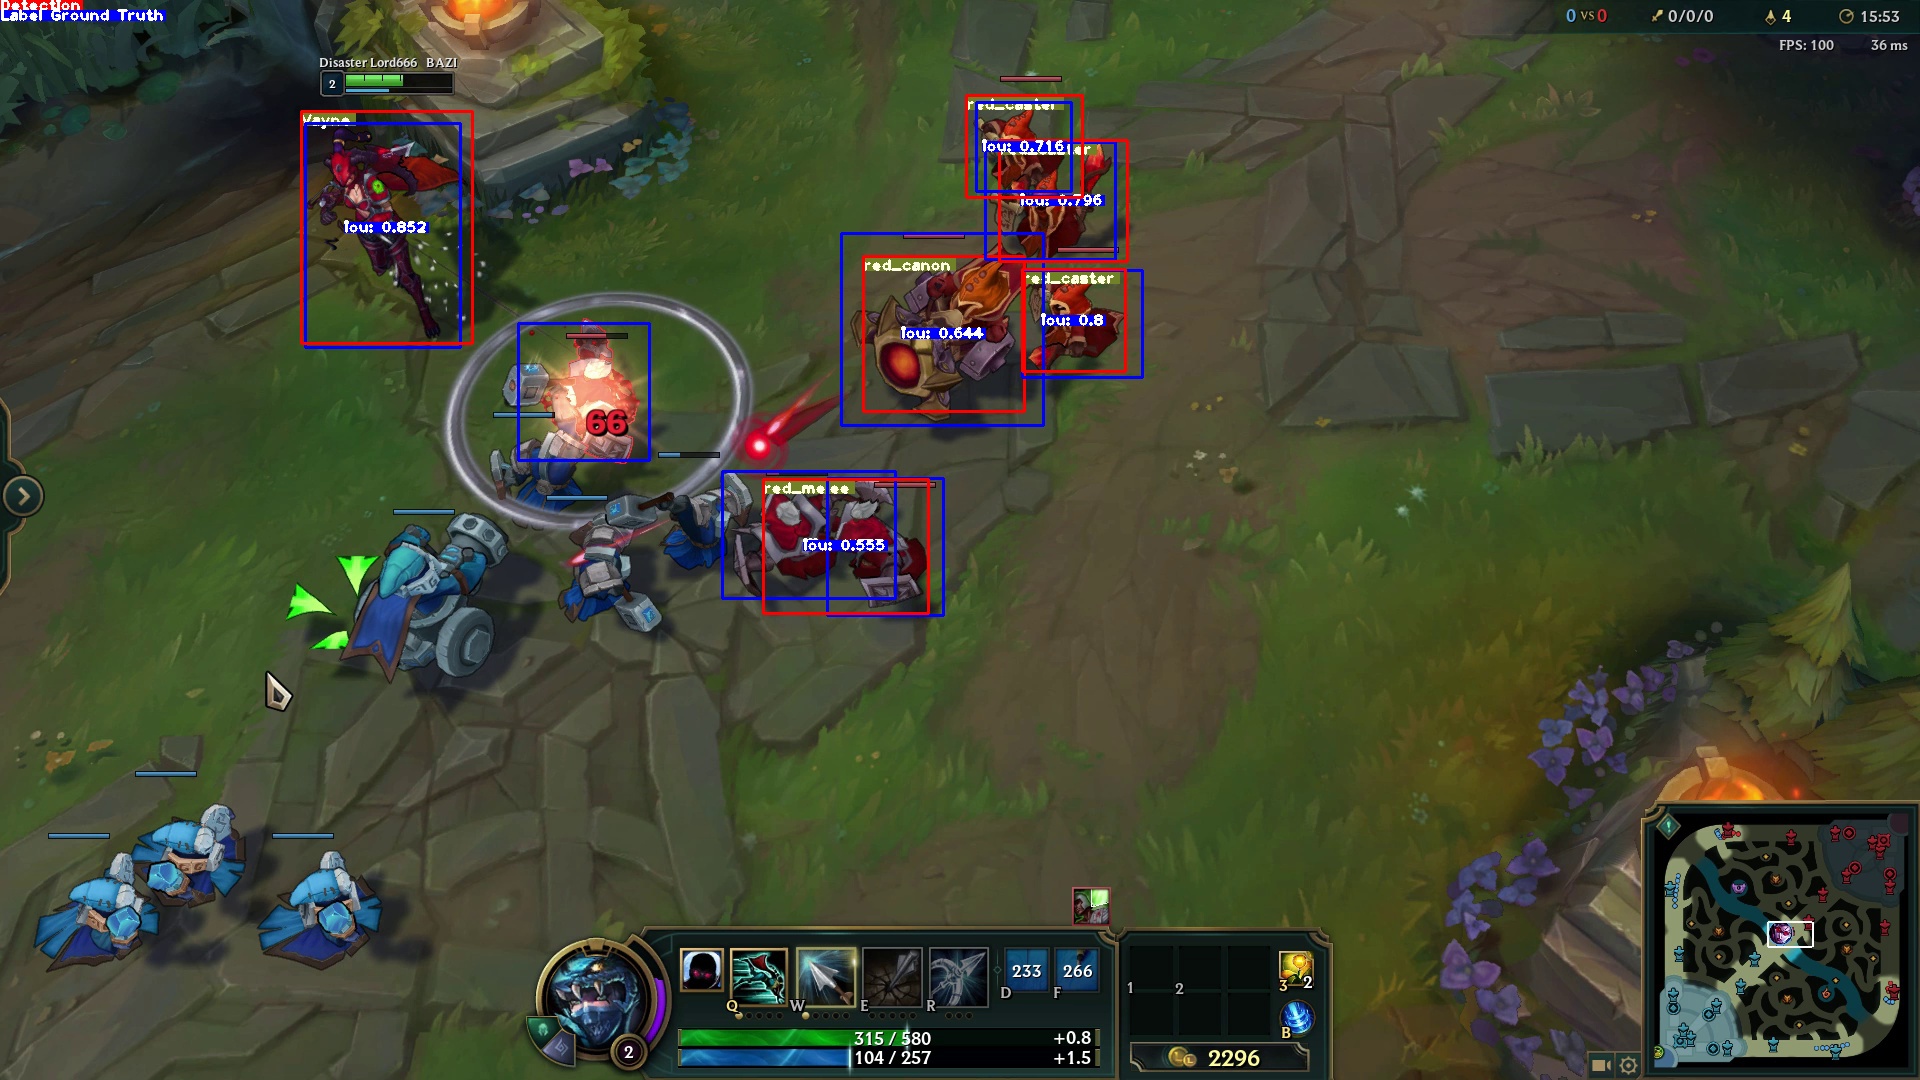 Detection
Label Ground Truth
0 VS 0
0/0/0
4
15:53
FPS: 100
36 ms
Disaster Lord666 BAZI
2
Vayne
Iou: 0.852
red_caster
Iou: 0.716
Iou: 0.796
red_canon
Iou: 0.644
red_caster
Iou: 0.8
66
red_melee
Iou: 0.555
Q
W
E
R
233
D
266
F
1
2
3
2
B
2
315 / 580
+0.8
104 / 257
+1.5
2296